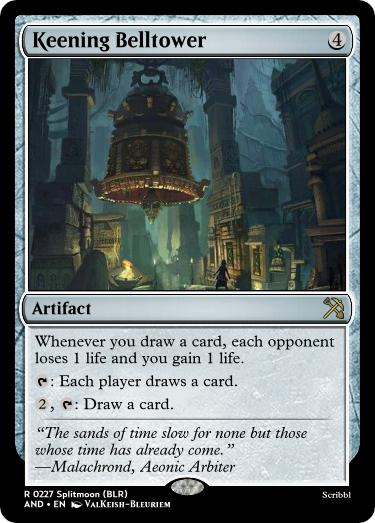 Keening Belltower 4
Artifact
Whenever you draw a card, each opponent
loses 1 life and you gain 1 life.
: Each player draws a card.
2, : Draw a card.
“The sands of time slow for none but those
whose time has already come.”
—Malachrond, Aeonic Arbiter
R 0227 Splitmoon (BLR)
AND • EN ValKeish-Bleuriem
Scribbl